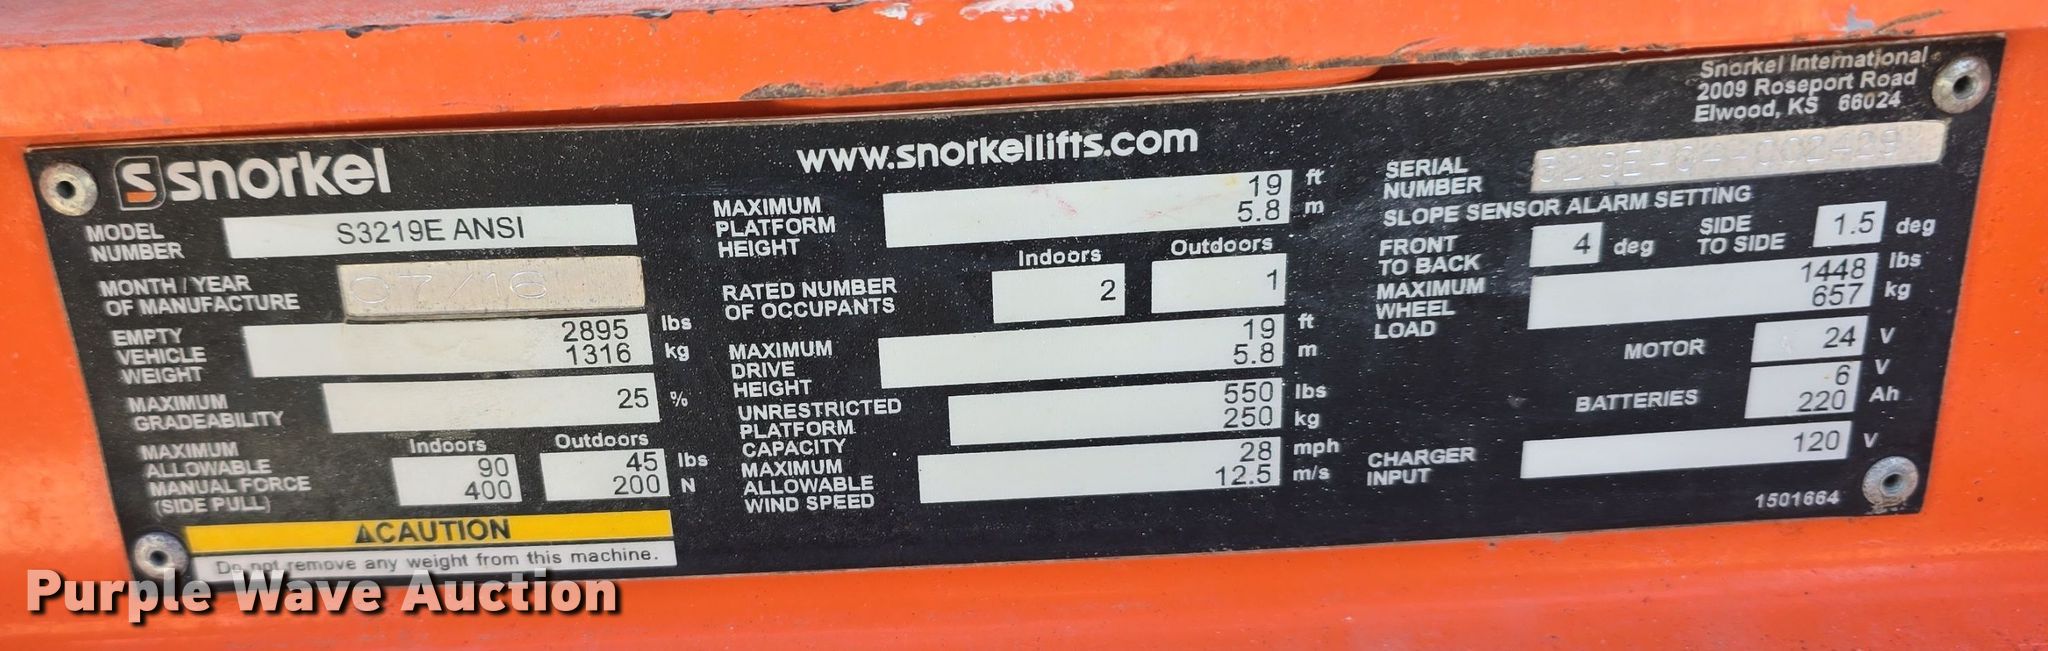 snorkel
www.snorkellifts.com
Snorkel International
2009 Roseport Road
Elwood, KS 66024
MODEL
NUMBER
S3219E ANSI
MONTH / YEAR
OF MANUFACTURE
07/16
EMPTY
VEHICLE
WEIGHT
2895 lbs
1316 kg
MAXIMUM
GRADEABILITY
25 %
MAXIMUM
ALLOWABLE
MANUAL FORCE
(SIDE PULL)
Indoors
90
400
Outdoors
45 lbs
200 N
CAUTION
Do not remove any weight from this machine.
MAXIMUM
PLATFORM
HEIGHT
19 ft
5.8 m
RATED NUMBER
OF OCCUPANTS
Indoors
2
Outdoors
1
MAXIMUM
DRIVE
HEIGHT
19 ft
5.8 m
UNRESTRICTED
PLATFORM
CAPACITY
550 lbs
250 kg
MAXIMUM
ALLOWABLE
WIND SPEED
28 mph
12.5 m/s
SERIAL
NUMBER
SLOPE SENSOR ALARM SETTING
FRONT
TO BACK
4 deg
SIDE
TO SIDE
1.5 deg
MAXIMUM
WHEEL
LOAD
1448 lbs
657 kg
MOTOR 24 V
BATTERIES
6 V
220 Ah
CHARGER
INPUT
120 V
1501664
Purple Wave Auction